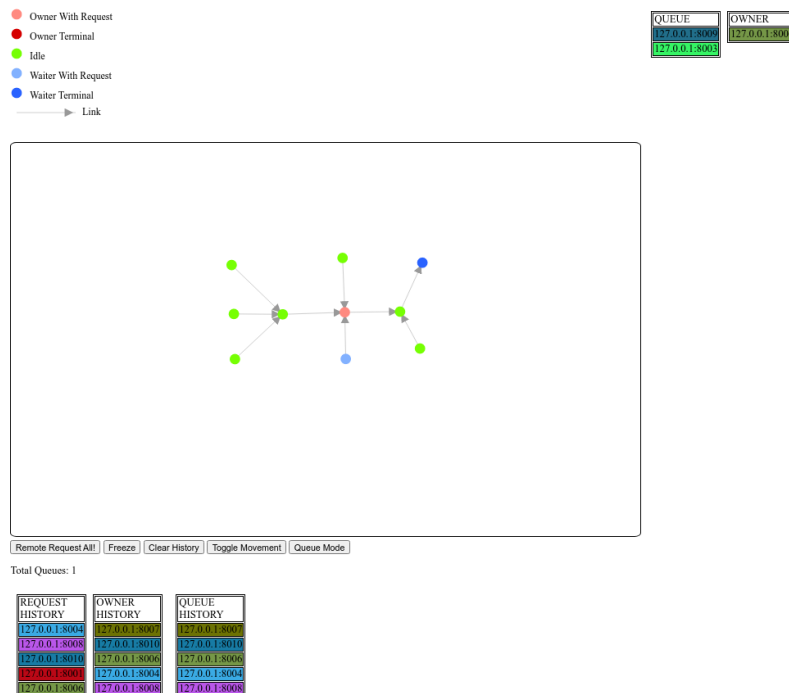 Owner With Request
Owner Terminal
Idle
Waiter With Request
Waiter Terminal
Link
QUEUE
127.0.0.1:8009
127.0.0.1:8003
OWNER
127.0.0.1:800
Remote Request All! Freeze Clear History Toggle Movement Queue Mode
Total Queues: 1
REQUEST
HISTORY
127.0.0.1:8004
127.0.0.1:8008
127.0.0.1:8010
127.0.0.1:8001
127.0.0.1:8006
OWNER
HISTORY
127.0.0.1:8007
127.0.0.1:8010
127.0.0.1:8006
127.0.0.1:8004
127.0.0.1:8008
QUEUE
HISTORY
127.0.0.1:8007
127.0.0.1:8010
127.0.0.1:8006
127.0.0.1:8004
127.0.0.1:8008